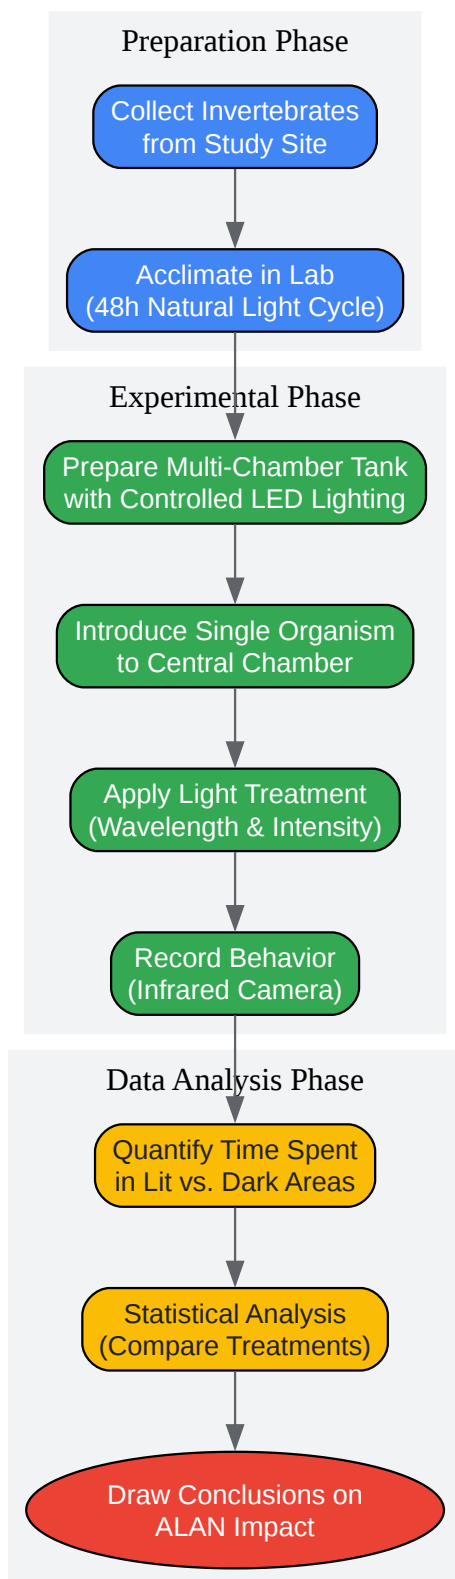 Preparation Phase
Collect Invertebrates
from Study Site
Acclimate in Lab
(48h Natural Light Cycle)
Experimental Phase
Prepare Multi-Chamber Tank
with Controlled LED Lighting
Introduce Single Organism
to Central Chamber
Apply Light Treatment
(Wavelength & Intensity)
Record Behavior
(Infrared Camera)
Data Analysis Phase
Quantify Time Spent
in Lit vs. Dark Areas
Statistical Analysis
(Compare Treatments)
Draw Conclusions on
ALAN Impact